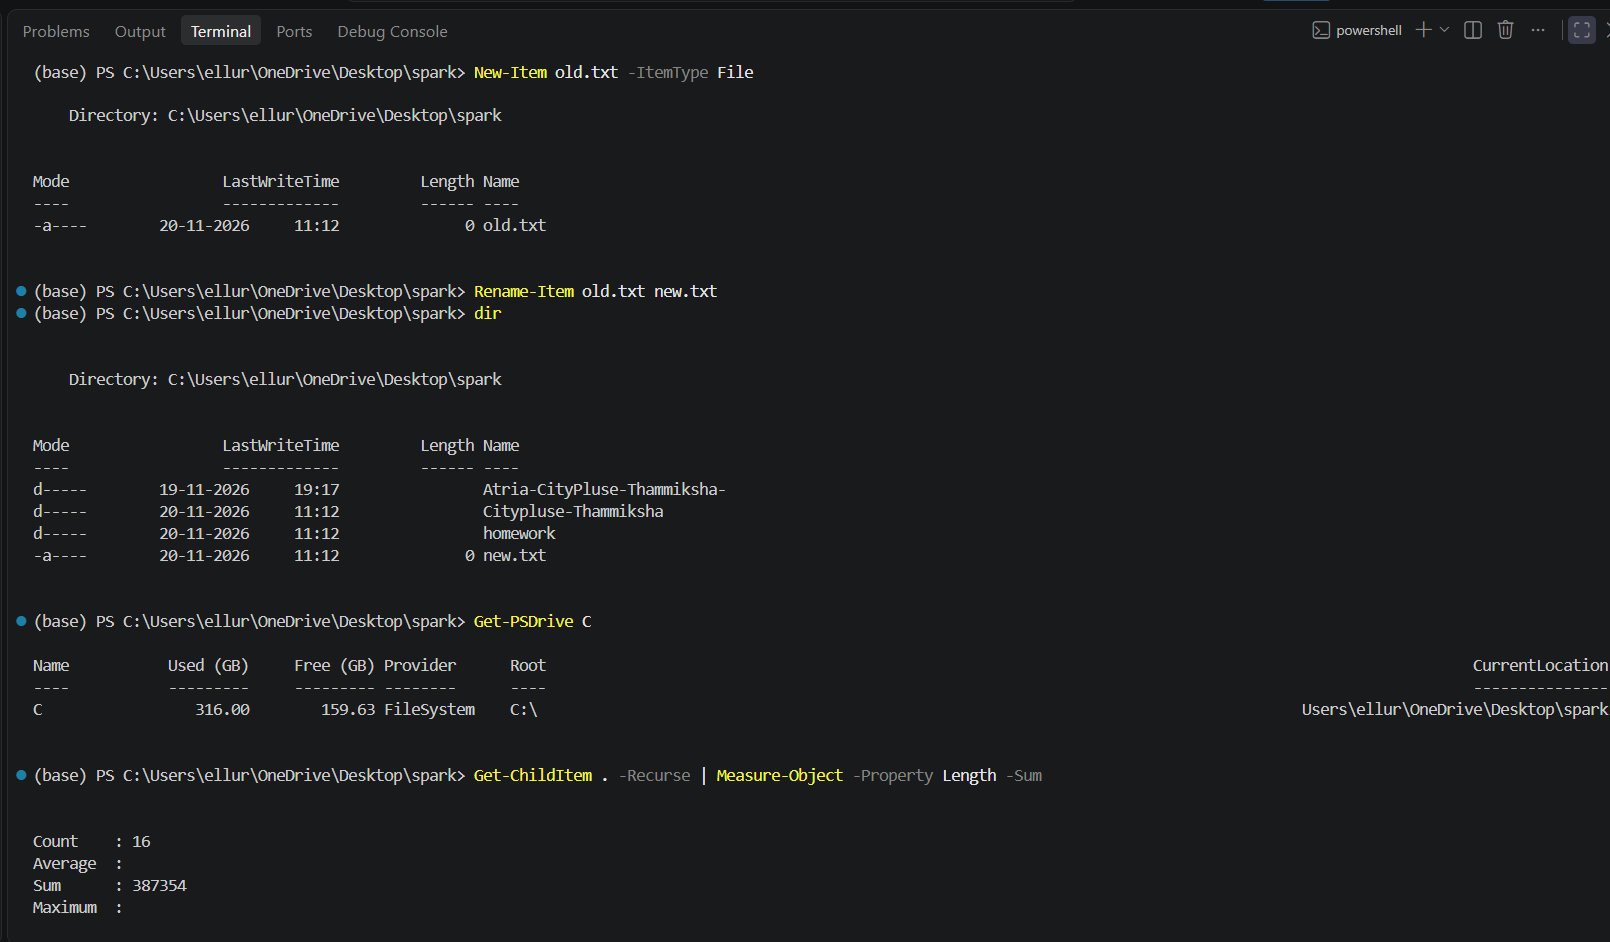 Problems Output Terminal Ports Debug Console powershell
(base) PS C:\Users\ellur\OneDrive\Desktop\spark> New-Item old.txt -ItemType File
Directory: C:\Users\ellur\OneDrive\Desktop\spark
Mode LastWriteTime Length Name
---- ------------- ------ ----
-a---- 20-11-2026 11:12 0 old.txt
(base) PS C:\Users\ellur\OneDrive\Desktop\spark> Rename-Item old.txt new.txt
(base) PS C:\Users\ellur\OneDrive\Desktop\spark> dir
Directory: C:\Users\ellur\OneDrive\Desktop\spark
Mode LastWriteTime Length Name
---- ------------- ------ ----
d----- 19-11-2026 19:17 Atria-CityPluse-Thammiksha-
d----- 20-11-2026 11:12 Citypluse-Thammiksha
d----- 20-11-2026 11:12 homework
-a---- 20-11-2026 11:12 0 new.txt
(base) PS C:\Users\ellur\OneDrive\Desktop\spark> Get-PSDrive C
Name Used (GB) Free (GB) Provider Root CurrentLocation
---- --------- --------- -------- ---- ---------------
C 316.00 159.63 FileSystem C:\ Users\ellur\OneDrive\Desktop\spark
(base) PS C:\Users\ellur\OneDrive\Desktop\spark> Get-ChildItem . -Recurse | Measure-Object -Property Length -Sum
Count : 16
Average :
Sum : 387354
Maximum :